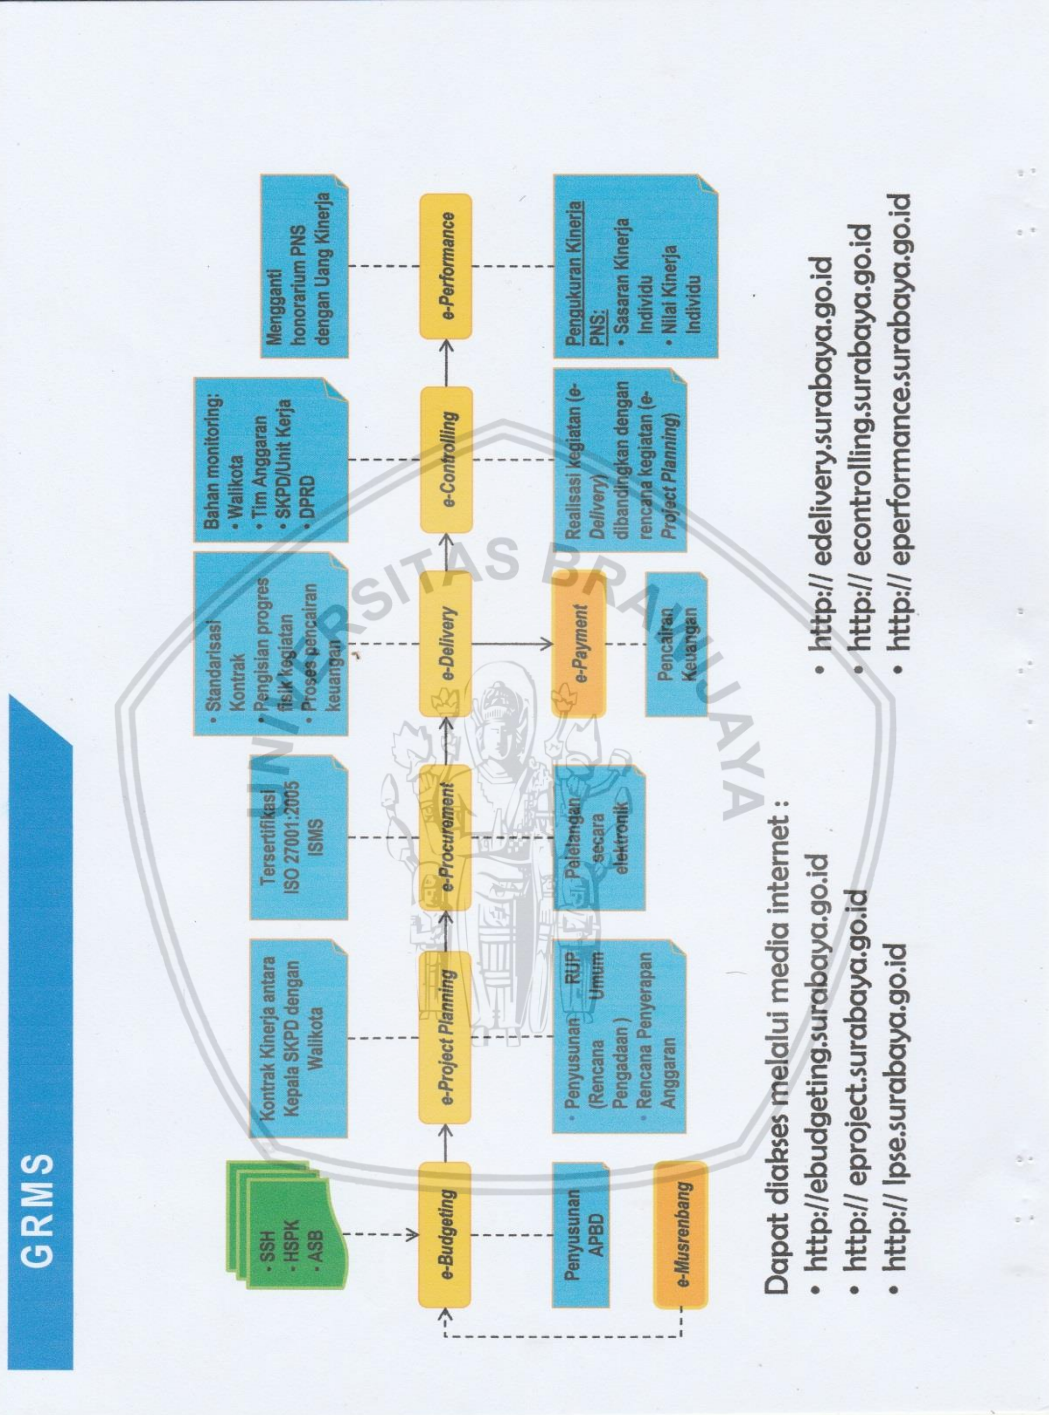 GRMS
• SSH
• HSPK
• ASB
Kontrak Kinerja antara
Kepala SKPD dengan
Walikota
Tersertifikasi
ISO 27001:2005
ISMS
• Standarisasi
Kontrak
• Pengisian progres
fisik kegiatan
• Proses pencairan
keuangan
Bahan monitoring:
• Walikota
• Tim Anggaran
• SKPD/Unit Kerja
• DPRD
Mengganti
honorarium PNS
dengan Uang Kinerja
e-Budgeting
e-Project Planning
e-Procurement
e-Delivery
e-Controlling
e-Performance
Penyusunan
APBD
e-Musrenbang
• Penyusunan RUP
(Rencana Umum
Pengadaan )
• Rencana Penyerapan
Anggaran
Pelelangan
secara
elektronik
e-Payment
Pencairan
Keuangan
Realisasi kegiatan (e-
Delivery)
dibandingkan dengan
rencana kegiatan (e-
Project Planning)
Pengukuran Kinerja
PNS:
• Sasaran Kinerja
Individu
• Nilai Kinerja
Individu
UNIVERSITAS BRAWIJAYA
Dapat diakses melalui media internet :
• http://ebudgeting.surabaya.go.id
• http:// eproject.surabaya.go.id
• http:// lpse.surabaya.go.id
• http:// edelivery.surabaya.go.id
• http:// econtrolling.surabaya.go.id
• http:// eperformance.surabaya.go.id